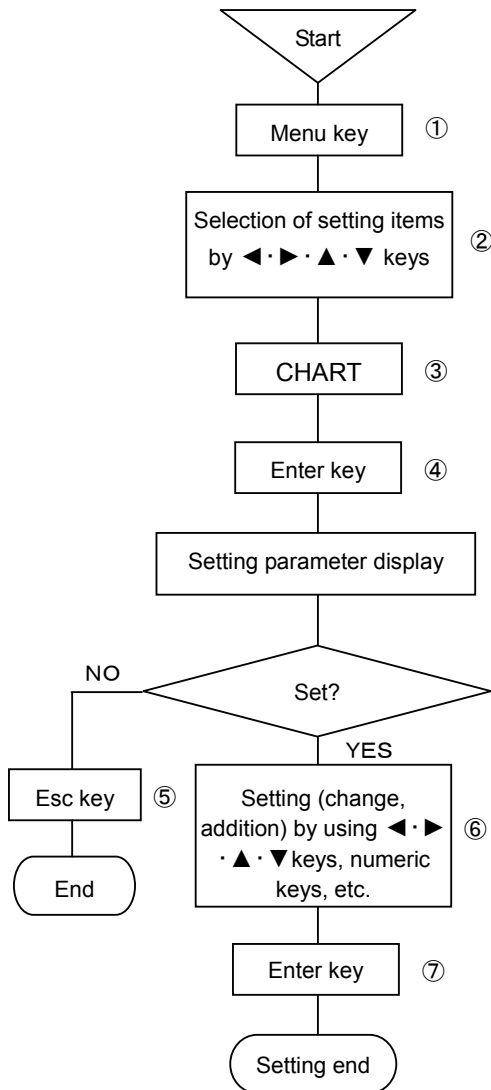 Start
Menu key ①
Selection of setting items
by ◀・▶・▲・▼ keys ②
CHART ③
Enter key ④
Setting parameter display
Set?
NO
YES
Esc key ⑤
End
Setting (change,
addition) by using ◀・▶ ⑥
・▲・▼keys, numeric
keys, etc.
Enter key ⑦
Setting end